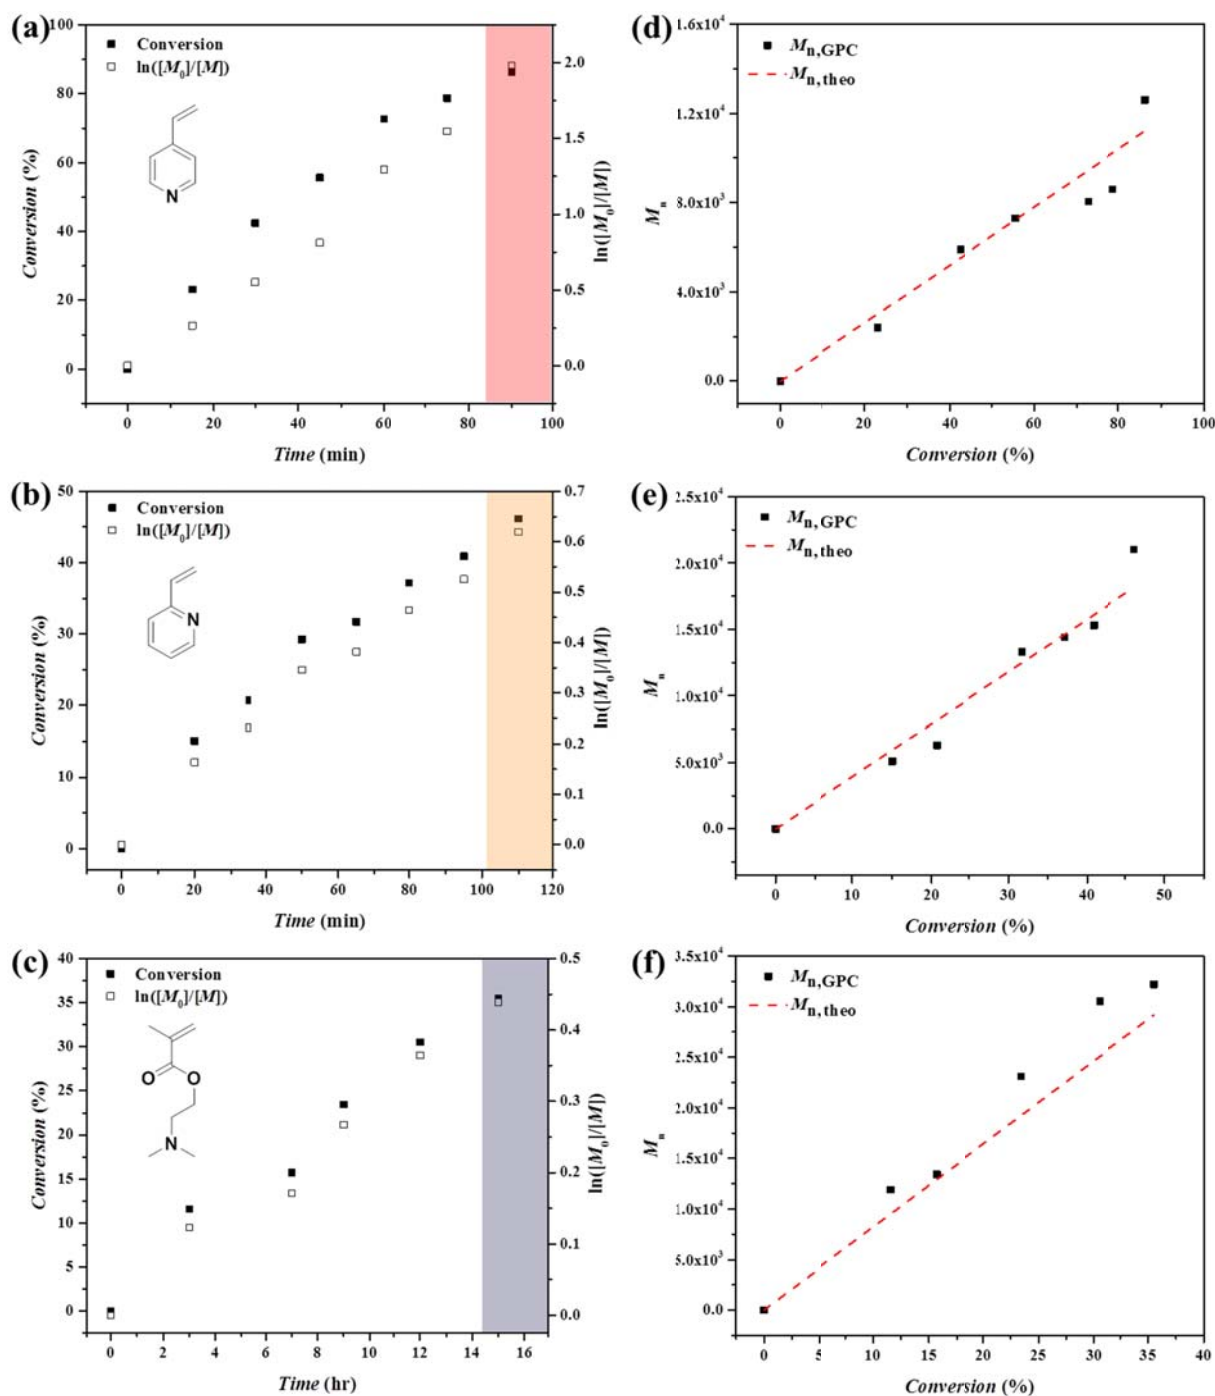 (a)
100
80
60
40
20
0
Conversion (%)
Conversion
ln([M0]/[M])
N
2.0
1.5
1.0
0.5
0.0
ln([M0]/[M])
0 20 40 60 80 100
Time (min)
(d)
1.6x10^4
1.2x10^4
8.0x10^3
4.0x10^3
0.0
Mn
Mn,GPC
Mn,theo
0 20 40 60 80 100
Conversion (%)
(b)
50
40
30
20
10
0
Conversion (%)
Conversion
ln([M0]/[M])
N
0.7
0.6
0.5
0.4
0.3
0.2
0.1
0.0
ln([M0]/[M])
0 20 40 60 80 100 120
Time (min)
(e)
2.5x10^4
2.0x10^4
1.5x10^4
1.0x10^4
5.0x10^3
0.0
Mn
Mn,GPC
Mn,theo
0 10 20 30 40 50
Conversion (%)
(c)
40
35
30
25
20
15
10
5
0
Conversion (%)
Conversion
ln([M0]/[M])
O
O
N
0.5
0.4
0.3
0.2
0.1
0.0
ln([M0]/[M])
0 2 4 6 8 10 12 14 16
Time (hr)
(f)
3.5x10^4
3.0x10^4
2.5x10^4
2.0x10^4
1.5x10^4
1.0x10^4
5.0x10^3
0.0
Mn
Mn,GPC
Mn,theo
0 5 10 15 20 25 30 35 40
Conversion (%)